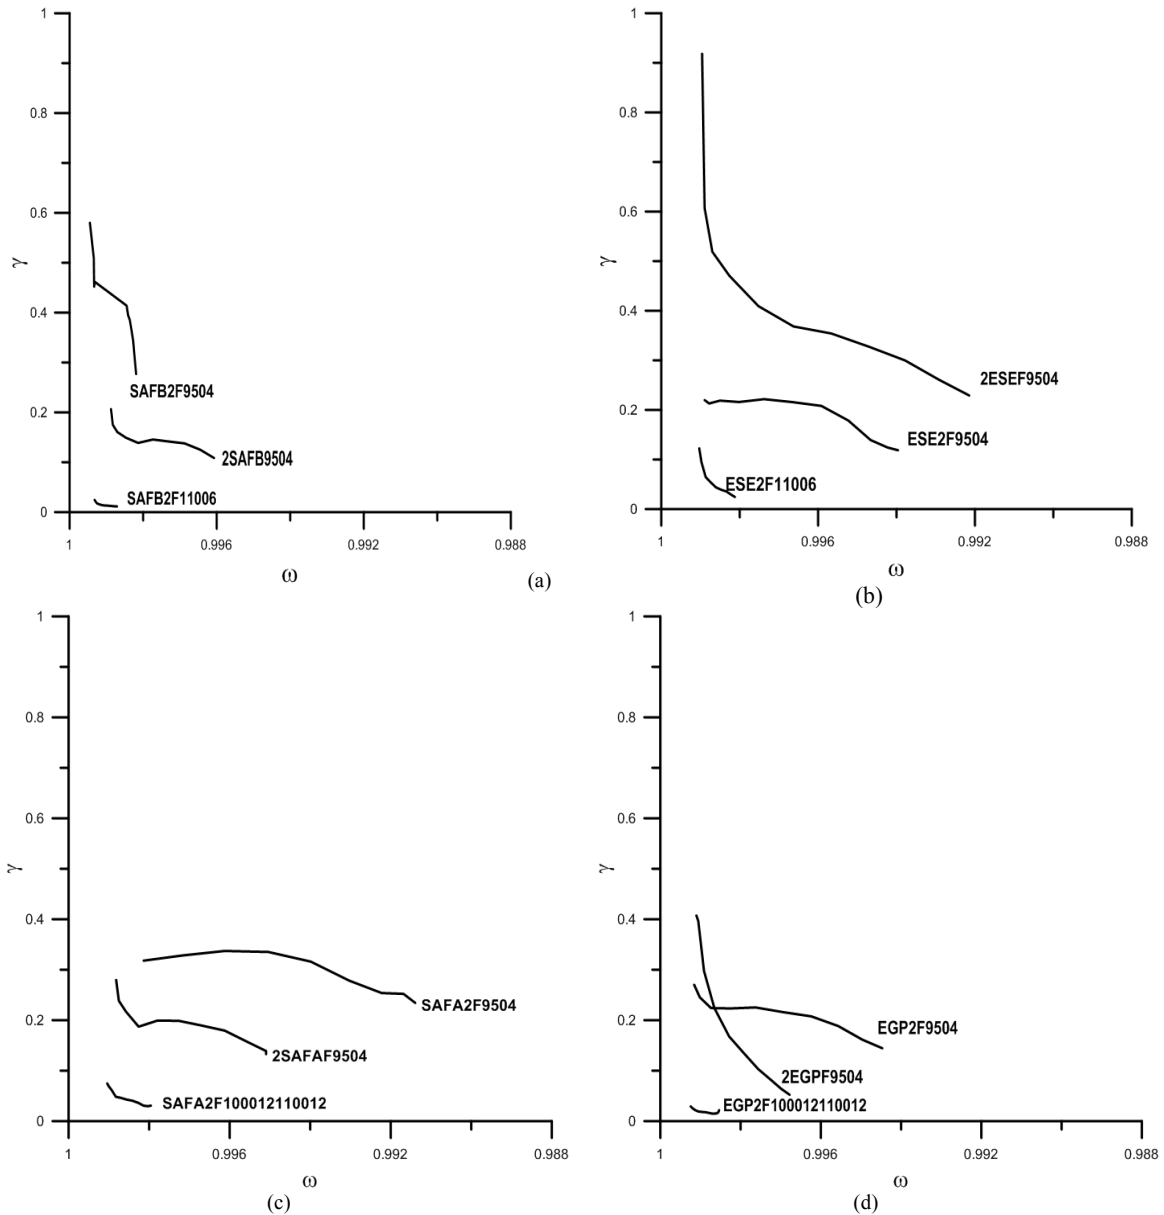 1
0.8
0.6
γ
0.4
SAFB2F9504
0.2
2SAFB9504
SAFB2F11006
0
1
0.996
0.992
0.988
ω
(a)
1
0.8
0.6
γ
0.4
2ESEF9504
0.2
ESE2F9504
ESE2F11006
0
1
0.996
0.992
0.988
ω
(b)
1
0.8
0.6
γ
0.4
SAFA2F9504
0.2
2SAFAF9504
SAFA2F100012110012
0
1
0.996
0.992
0.988
ω
(c)
1
0.8
0.6
γ
0.4
0.2
EGP2F9504
2EGPF9504
EGP2F100012110012
0
1
0.996
0.992
0.988
ω
(d)